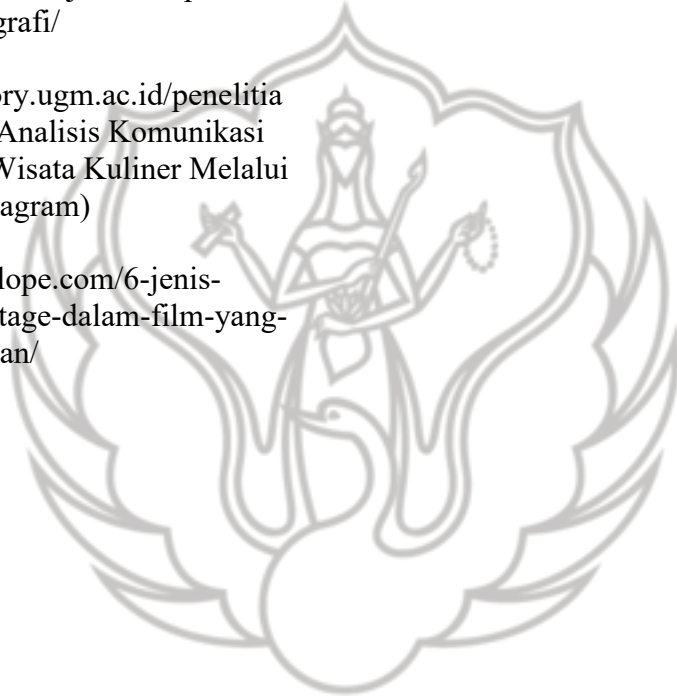 grafi/
ory.ugm.ac.id/penelitia
Analisis Komunikasi
Wisata Kuliner Melalui
agram)
lope.com/6-jenis-
tage-dalam-film-yang-
an/